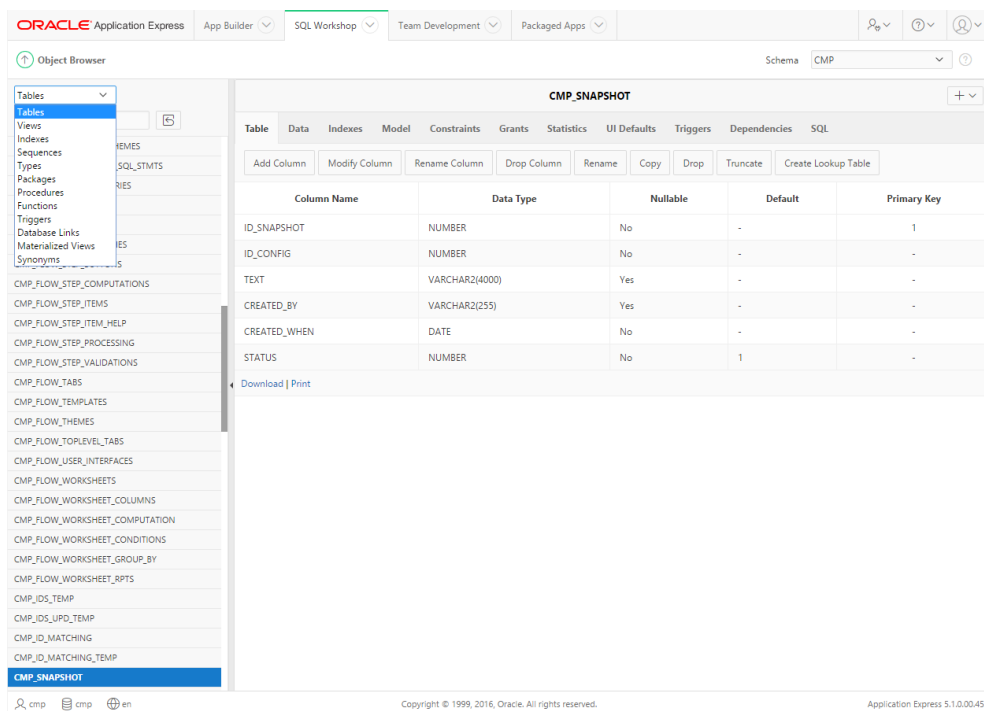 ORACLE Application Express App Builder SQL Workshop Team Development Packaged Apps
Object Browser Schema CMP
Tables
Tables
Views
Indexes
Sequences
Types
Packages
Procedures
Functions
Triggers
Database Links
Materialized Views
Synonyms
HEMES
_SQL_STMTS
RIES
IES
CMP_FLOW_STEP_COMPUTATIONS
CMP_FLOW_STEP_ITEMS
CMP_FLOW_STEP_ITEM_HELP
CMP_FLOW_STEP_PROCESSING
CMP_FLOW_STEP_VALIDATIONS
CMP_FLOW_TABS
CMP_FLOW_TEMPLATES
CMP_FLOW_THEMES
CMP_FLOW_TOPLEVEL_TABS
CMP_FLOW_USER_INTERFACES
CMP_FLOW_WORKSHEETS
CMP_FLOW_WORKSHEET_COLUMNS
CMP_FLOW_WORKSHEET_COMPUTATION
CMP_FLOW_WORKSHEET_CONDITIONS
CMP_FLOW_WORKSHEET_GROUP_BY
CMP_FLOW_WORKSHEET_RPTS
CMP_IDS_TEMP
CMP_IDS_UPD_TEMP
CMP_ID_MATCHING
CMP_ID_MATCHING_TEMP
CMP_SNAPSHOT
CMP_SNAPSHOT
Table Data Indexes Model Constraints Grants Statistics UI Defaults Triggers Dependencies SQL
Add Column Modify Column Rename Column Drop Column Rename Copy Drop Truncate Create Lookup Table
Column Name Data Type Nullable Default Primary Key
ID_SNAPSHOT NUMBER No - 1
ID_CONFIG NUMBER No - -
TEXT VARCHAR2(4000) Yes - -
CREATED_BY VARCHAR2(255) Yes - -
CREATED_WHEN DATE No - -
STATUS NUMBER No 1 -
Download | Print
cmp cmp en Copyright © 1999, 2016, Oracle. All rights reserved. Application Express 5.1.0.00.45